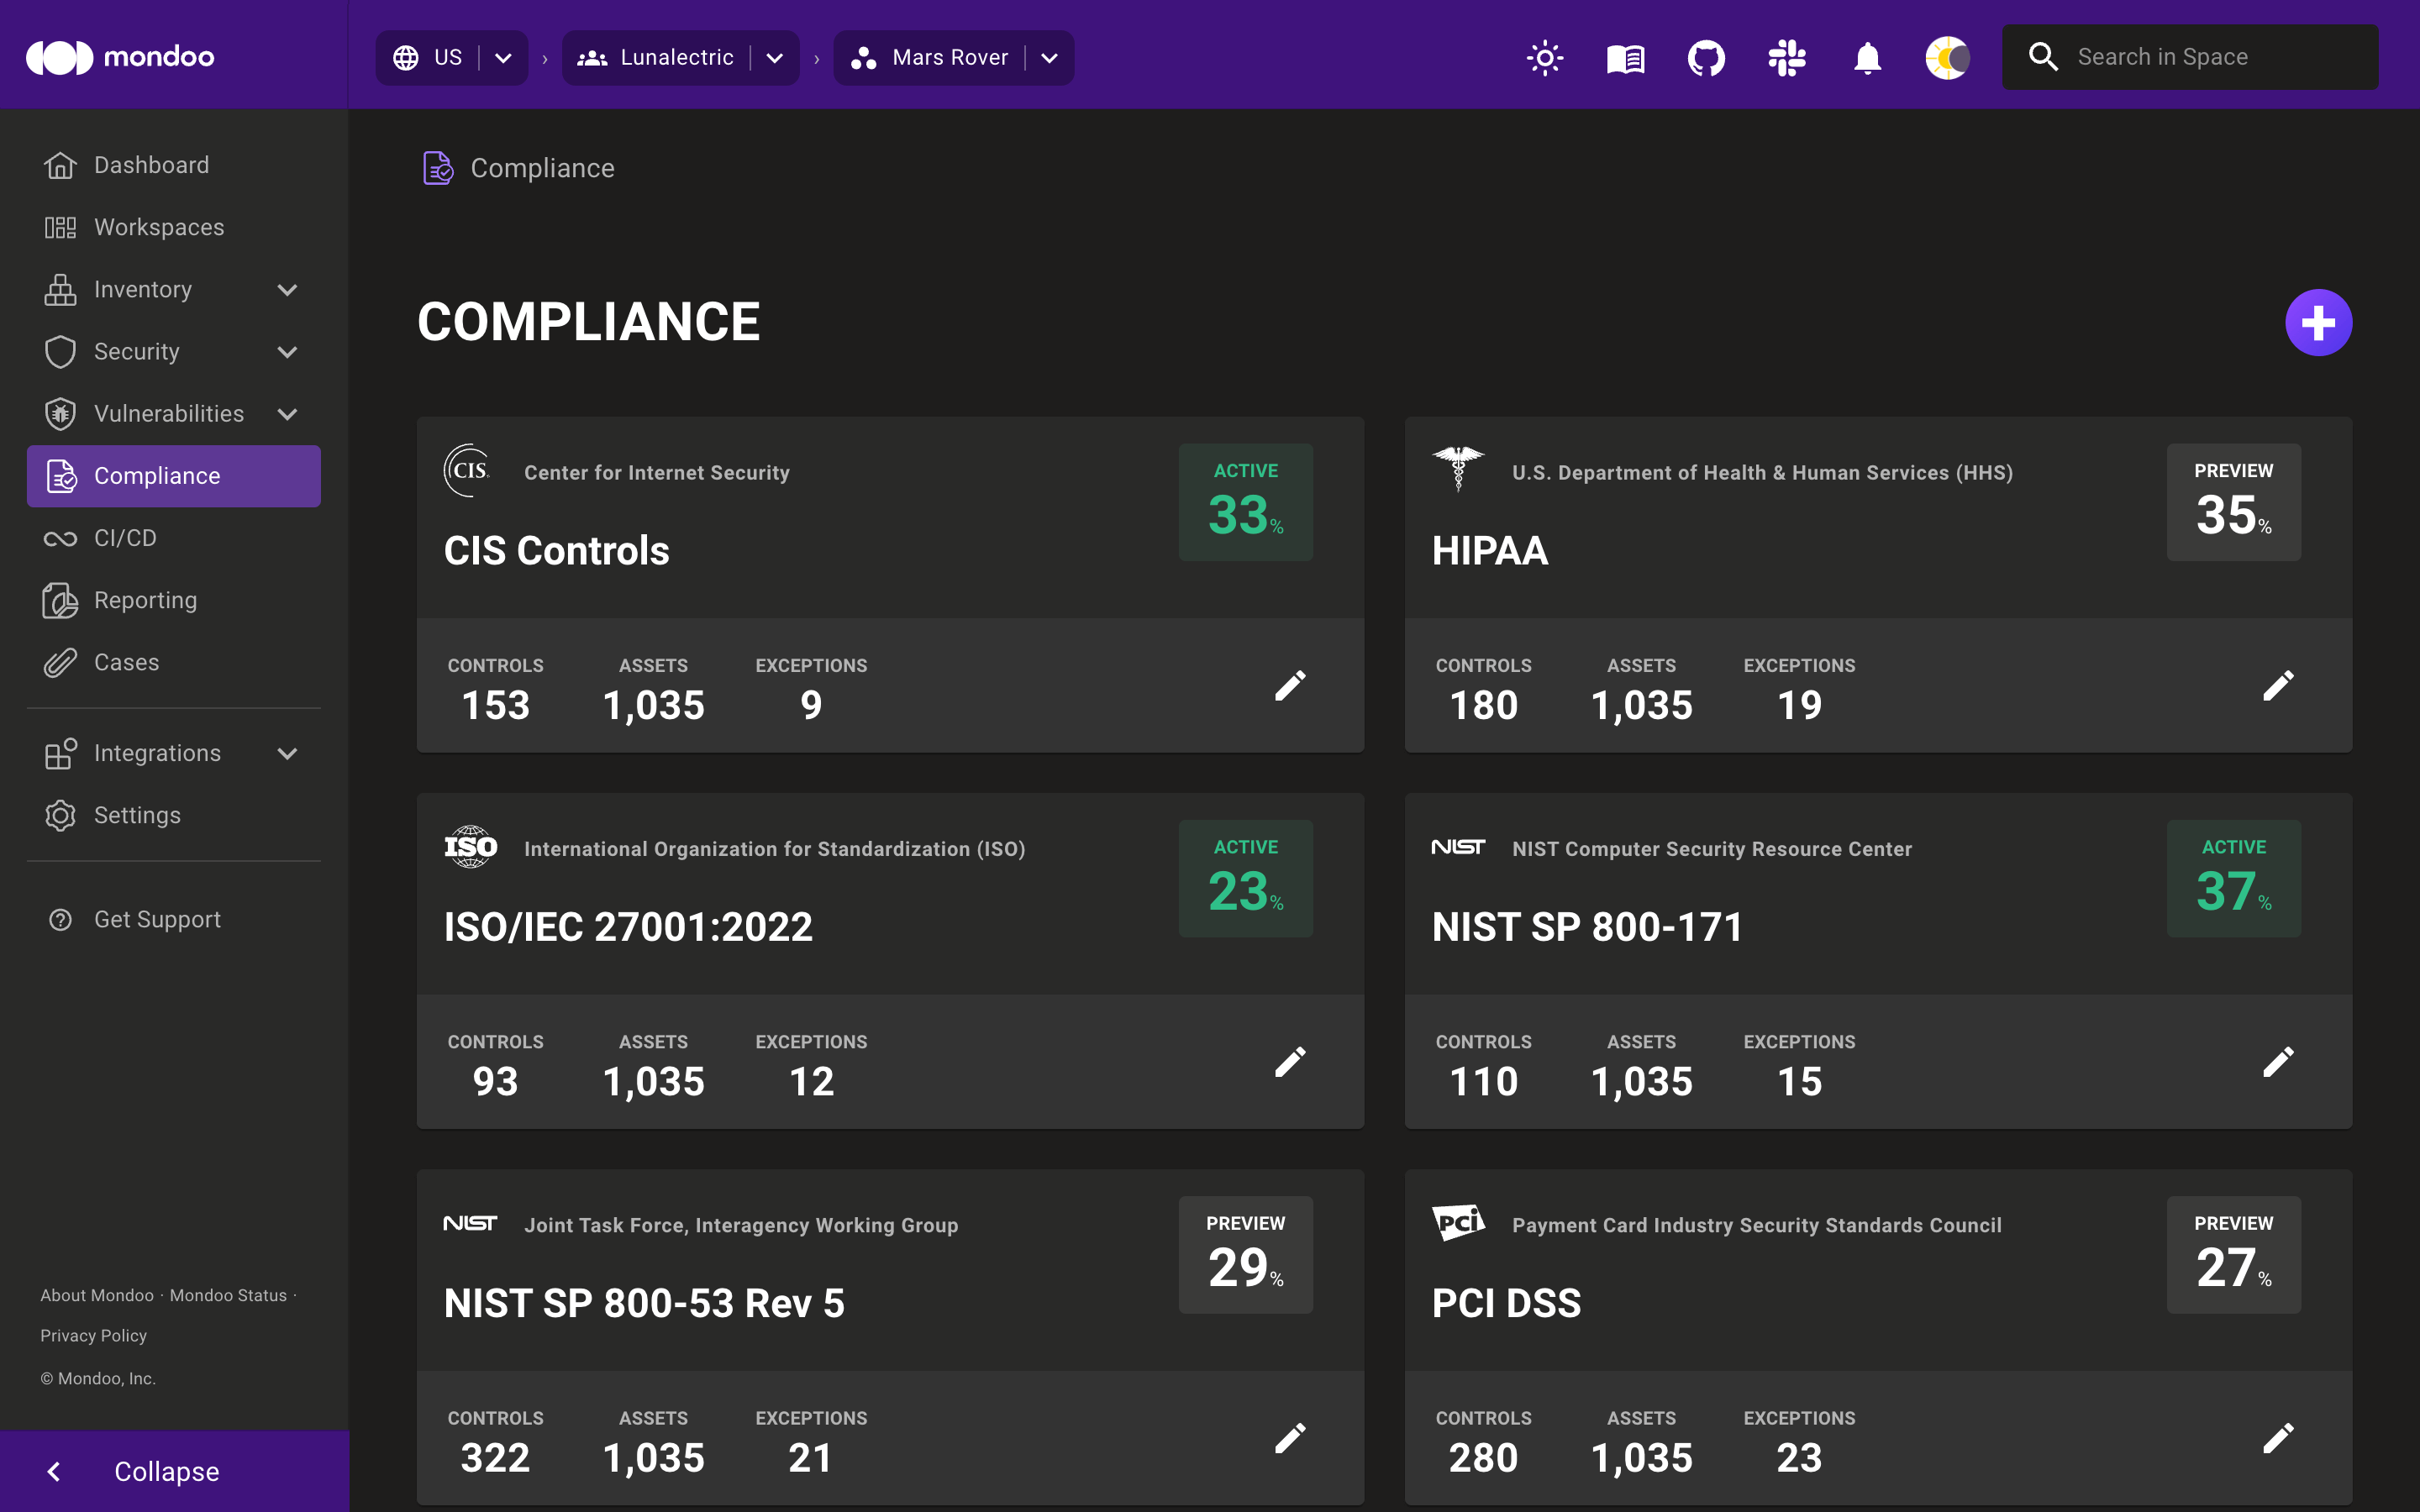 mondoo
US
Lunalectric
Mars Rover
Search in Space
Dashboard
Workspaces
Inventory
Security
Vulnerabilities
Compliance
CI/CD
Reporting
Cases
Integrations
Settings
Get Support
About Mondoo · Mondoo Status ·
Privacy Policy
© Mondoo, Inc.
Collapse
Compliance
COMPLIANCE
CIS.
Center for Internet Security
ACTIVE
33%
CIS Controls
CONTROLS ASSETS EXCEPTIONS
153 1,035 9
U.S. Department of Health & Human Services (HHS)
PREVIEW
35%
HIPAA
CONTROLS ASSETS EXCEPTIONS
180 1,035 19
ISO
International Organization for Standardization (ISO)
ACTIVE
23%
ISO/IEC 27001:2022
CONTROLS ASSETS EXCEPTIONS
93 1,035 12
NIST
NIST Computer Security Resource Center
ACTIVE
37%
NIST SP 800-171
CONTROLS ASSETS EXCEPTIONS
110 1,035 15
NIST
Joint Task Force, Interagency Working Group
PREVIEW
29%
NIST SP 800-53 Rev 5
CONTROLS ASSETS EXCEPTIONS
322 1,035 21
PCi
Payment Card Industry Security Standards Council
PREVIEW
27%
PCI DSS
CONTROLS ASSETS EXCEPTIONS
280 1,035 23